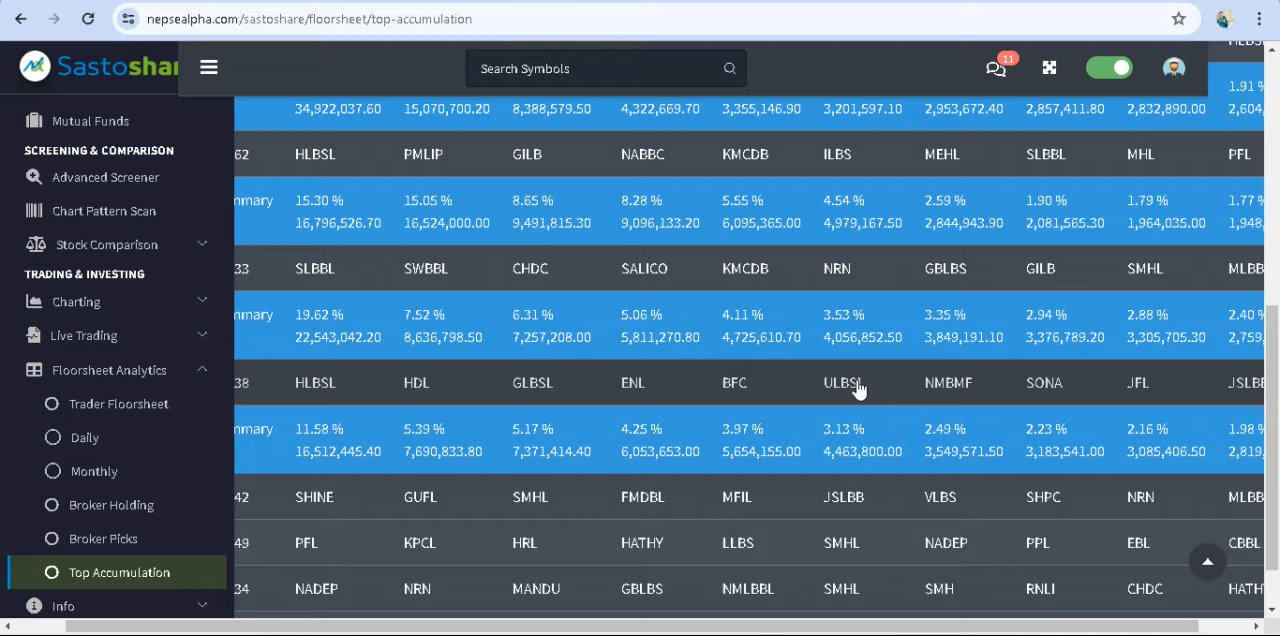 nepsealpha.com/sastoshare/floorsheet/top-accumulation
Sastoshar
Search Symbols
11
Mutual Funds
SCREENING & COMPARISON
Advanced Screener
Chart Pattern Scan
Stock Comparison
TRADING & INVESTING
Charting
Live Trading
Floorsheet Analytics
Trader Floorsheet
Daily
Monthly
Broker Holding
Broker Picks
Top Accumulation
Info
1.91 %
34,922,037.60 15,070,700.20 8,388,579.50 4,322,669.70 3,355,146.90 3,201,597.10 2,953,672.40 2,857,411.80 2,832,890.00 2,604,
62 HLBSL PMLIP GILB NABBC KMCDB ILBS MEHL SLBBL MHL PFL
mmary 15.30 % 15.05 % 8.65 % 8.28 % 5.55 % 4.54 % 2.59 % 1.90 % 1.79 % 1.77 %
16,796,526.70 16,524,000.00 9,491,815.30 9,096,133.20 6,095,365.00 4,979,167.50 2,844,943.90 2,081,565.30 1,964,035.00 1,948,
33 SLBBL SWBBL CHDC SALICO KMCDB NRN GBLBS GILB SMHL MLBB
mmary 19.62 % 7.52 % 6.31 % 5.06 % 4.11 % 3.53 % 3.35 % 2.94 % 2.88 % 2.40 %
22,543,042.20 8,636,798.50 7,257,208.00 5,811,270.80 4,725,610.70 4,056,852.50 3,849,191.10 3,376,789.20 3,305,705.30 2,759,
38 HLBSL HDL GLBSL ENL BFC ULBSL NMBMF SONA JFL JSLBB
mmary 11.58 % 5.39 % 5.17 % 4.25 % 3.97 % 3.13 % 2.49 % 2.23 % 2.16 % 1.98 %
16,512,445.40 7,690,833.80 7,371,414.40 6,053,653.00 5,654,155.00 4,463,800.00 3,549,571.50 3,183,541.00 3,085,406.50 2,819,
42 SHINE GUFL SMHL FMDBL MFIL JSLBB VLBS SHPC NRN MLBB
49 PFL KPCL HRL HATHY LLBS SMHL NADEP PPL EBL CBBL
34 NADEP NRN MANDU GBLBS NMLBBL SMHL SMH RNLI CHDC HATH